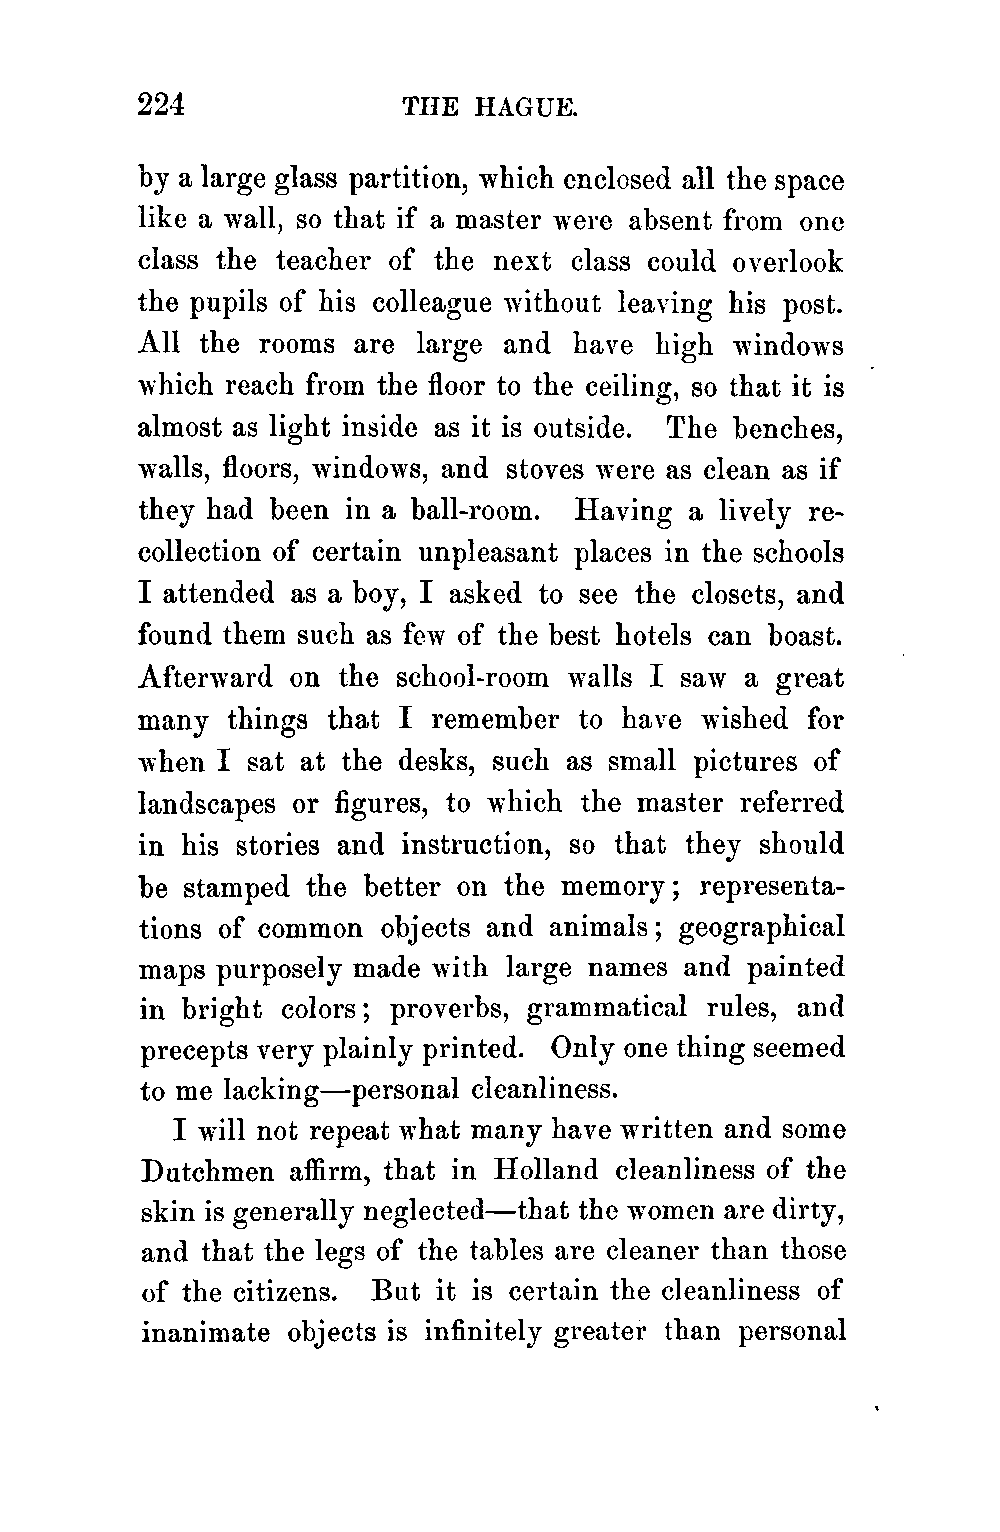 224 THE HAGUE.
by a large glass partition, which enclosed all the space
like a wall, so that if a master were absent from one
class the teacher of the next class could overlook
the pupils of his colleague without leaving his post.
All the rooms are large and have high windows
which reach from the floor to the ceiling, so that it is
almost as light inside as it is outside. The benches,
walls, floors, windows, and stoves were as clean as if
they had been in a ball-room. Having a lively re-
collection of certain unpleasant places in the schools
I attended as a boy, I asked to see the closets, and
found them such as few of the best hotels can boast.
Afterward on the school-room walls I saw a great
many things that I remember to have wished for
when I sat at the desks, such as small pictures of
landscapes or figures, to which the master referred
in his stories and instruction, so that they should
be stamped the better on the memory; representa-
tions of common objects and animals; geographical
maps purposely made with large names and painted
in bright colors; proverbs, grammatical rules, and
precepts very plainly printed. Only one thing seemed
to me lacking—personal cleanliness.
I will not repeat what many have written and some
Dutchmen affirm, that in Holland cleanliness of the
skin is generally neglected—that the women are dirty,
and that the legs of the tables are cleaner than those
of the citizens. But it is certain the cleanliness of
inanimate objects is infinitely greater than personal